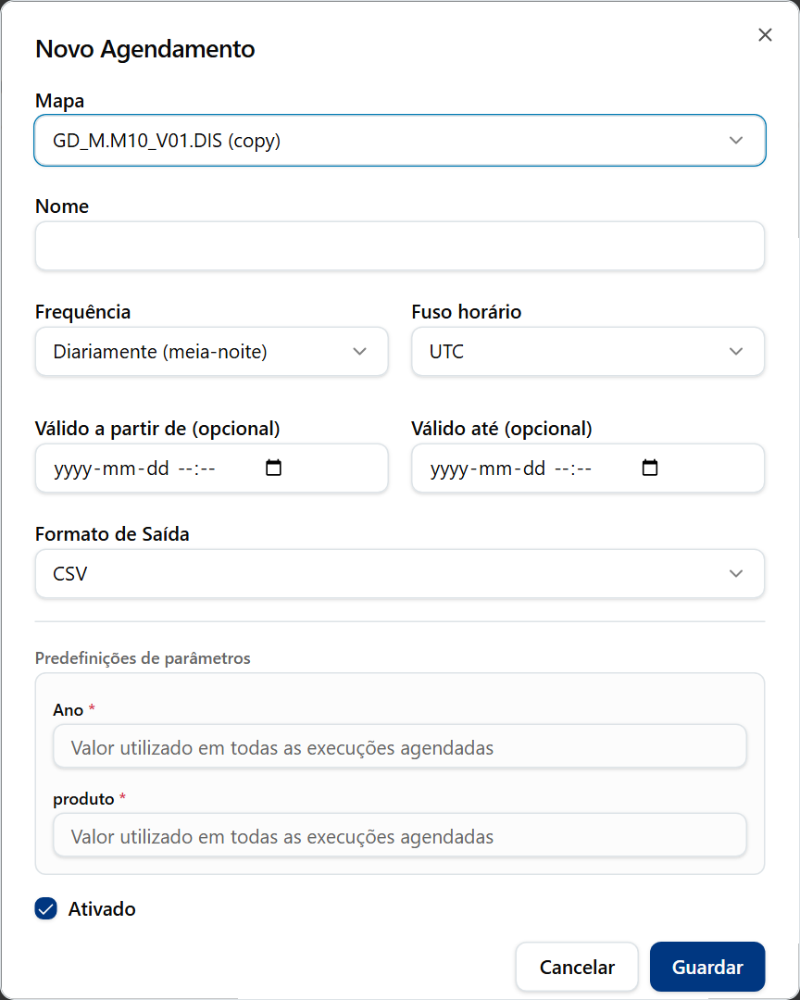 Novo Agendamento
Mapa
GD_M.M10_V01.DIS (copy)
Nome
Frequência
Fuso horário
Diariamente (meia-noite)
UTC
Válido a partir de (opcional)
Válido até (opcional)
yyyy-mm-dd --:--
yyyy-mm-dd --:--
Formato de Saída
CSV
Predefinições de parâmetros
Ano *
Valor utilizado em todas as execuções agendadas
produto *
Valor utilizado em todas as execuções agendadas
Ativado
Cancelar
Guardar